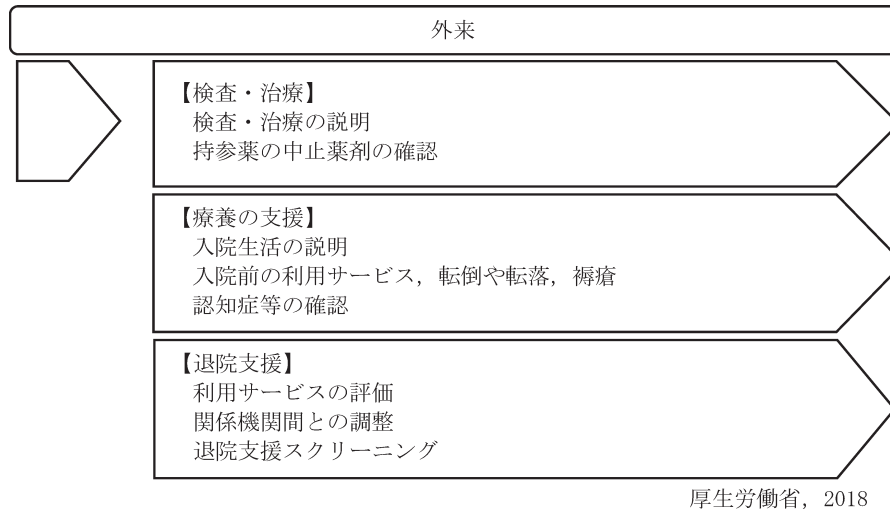 外来
【検査・治療】
検査・治療の説明
持参薬の中止薬剤の確認
【療養の支援】
入院生活の説明
入院前の利用サービス，転倒や転落，褥瘡
認知症等の確認
【退院支援】
利用サービスの評価
関係機関間との調整
退院支援スクリーニング
厚生労働省，2018